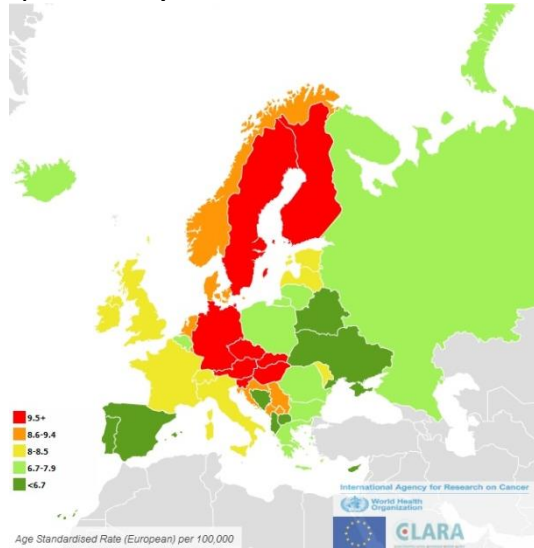 9.5+
8.6-9.4
8-8.5
6.7-7.9
<6.7
International Agency for Research on Cancer
World Health
Organization
CLARA
Age Standardised Rate (European) per 100,000